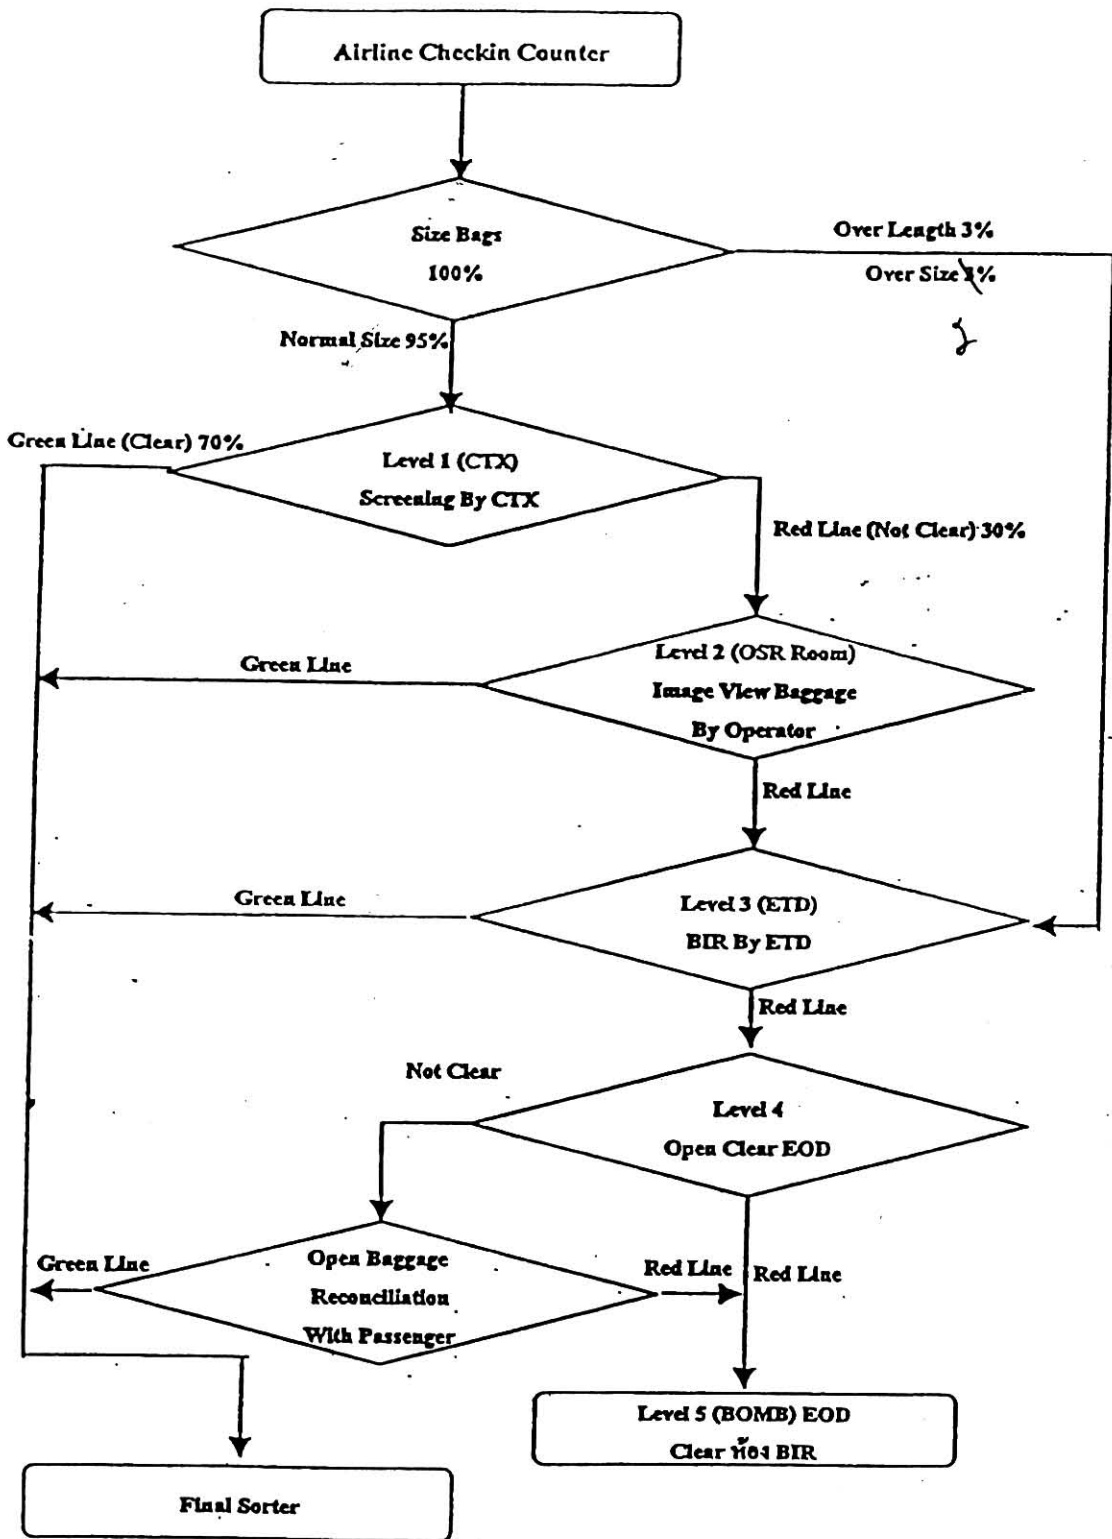 Airline Checkin Counter
Size Bags
100%
Over Length 3%
Over Size
Normal Size 95%
Green Line (Clear) 70%
Level 1 (CTX)
Screening By CTX
Red Line (Not Clear) 30%
Green Line
Level 2 (OSR Room)
Image View Baggage
By Operator
Red Line
Green Line
Level 3 (ETD)
BIR By ETD
Red Line
Not Clear
Level 4
Open Clear EOD
Green Line
Open Baggage
Reconciliation
With Passenger
Red Line
Red Line
Level 5 (BOMB) EOD
Clear ห้อง BIR
Final Sorter